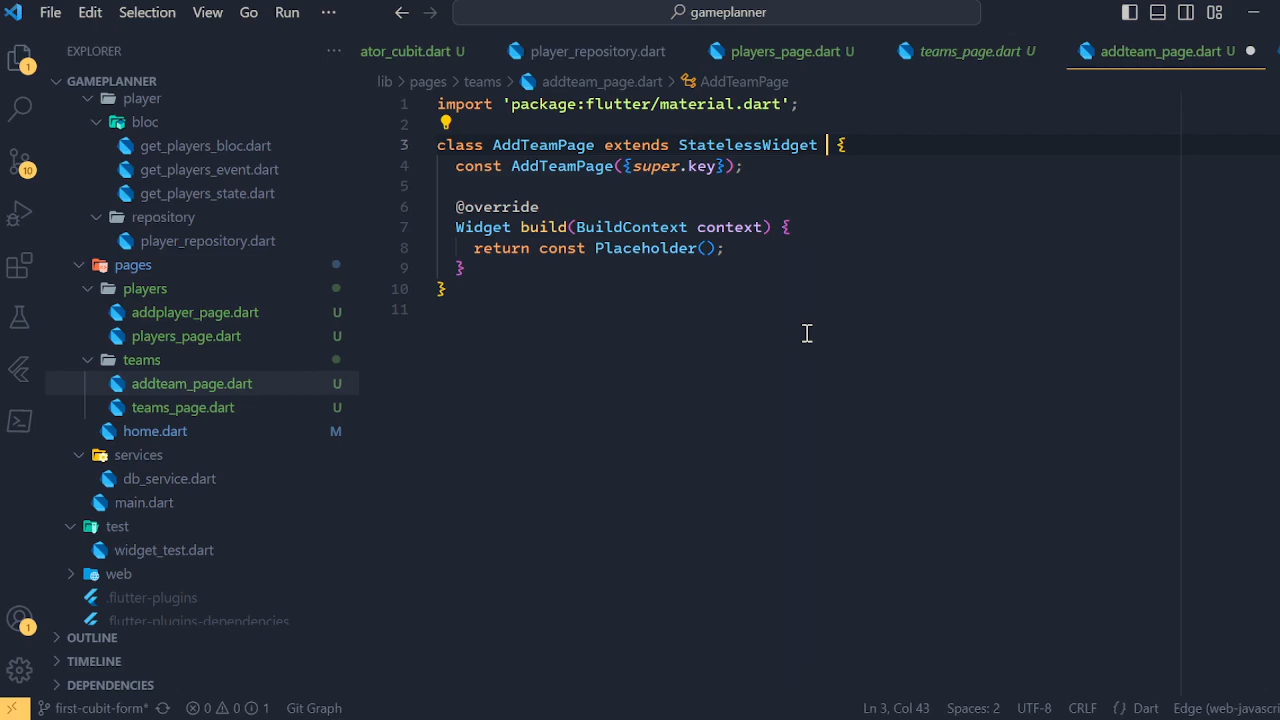 File Edit Selection View Go Run ··· gameplanner
EXPLORER ···
ator_cubit.dart U player_repository.dart players_page.dart U teams_page.dart U addteam_page.dart U
GAMEPLANNER
lib > pages > teams > addteam_page.dart > AddTeamPage
1
player
bloc
get_players_bloc.dart
10
get_players_event.dart
get_players_state.dart
repository
player_repository.dart
pages
players
addplayer_page.dart U
players_page.dart U
teams
addteam_page.dart U
teams_page.dart U
home.dart M
services
db_service.dart
main.dart
test
widget_test.dart
web
.flutter-plugins
.flutter-plugins-dependencies
1
OUTLINE
TIMELINE
DEPENDENCIES
1 import 'package:flutter/material.dart';
2
3 class AddTeamPage extends StatelessWidget {
4 const AddTeamPage({super.key});
5
6 @override
7 Widget build(BuildContext context) {
8 return const Placeholder();
9 }
10 }
11
first-cubit-form* 0 0 1 Git Graph Ln 3, Col 43 Spaces: 2 UTF-8 CRLF {} Dart Edge (web-javascri